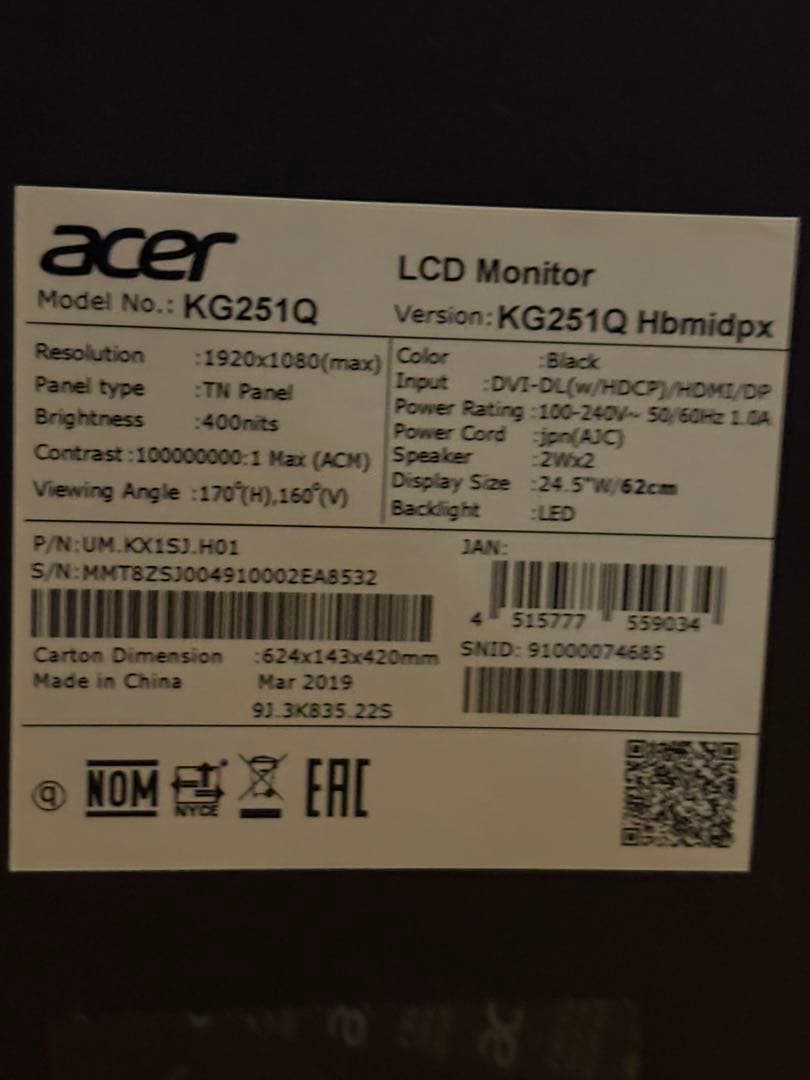 acer
LCD Monitor
Model No.: KG251Q
Version: KG251Q Hbmidpx
Resolution :1920x1080(max)
Panel type :TN Panel
Brightness :400nits
Contrast :100000000:1 Max (ACM)
Viewing Angle :170°(H),160°(V)
Color :Black
Input :DVI-DL(w/HDCP)/HDMI/DP
Power Rating :100-240V~ 50/60Hz 1.0A
Power Cord :jpn(AJC)
Speaker :2Wx2
Display Size :24.5"W/62cm
Backlight :LED
P/N:UM.KX1SJ.H01
S/N:MMT8ZSJ004910002EA8532
JAN:
4 515777 559034
Carton Dimension :624x143x420mm
Made in China Mar 2019
9J.3K835.22S
SNID: 91000074685
q NOM NYCE EAC